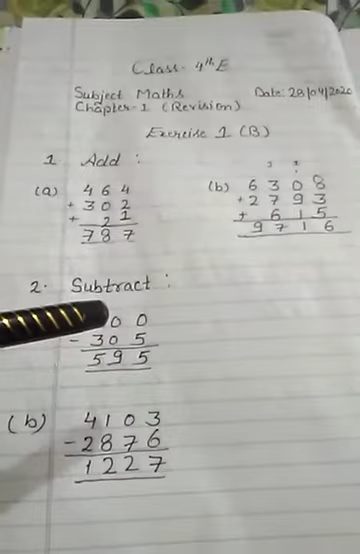 Class- 4th E
Subject Maths Date: 28/04/2020
Chapter-1 (Revision)
Exercise 1 (B)
1. Add :
(a) 4 6 4
+ 3 0 2
+ 2 1
7 8 7
(b) 6 3 0 8
+ 2 7 9 3
+ 6 1 5
9 7 1 6
2. Subtract :
0 0
- 3 0 5
5 9 5
(b) 4 1 0 3
- 2 8 7 6
1 2 2 7